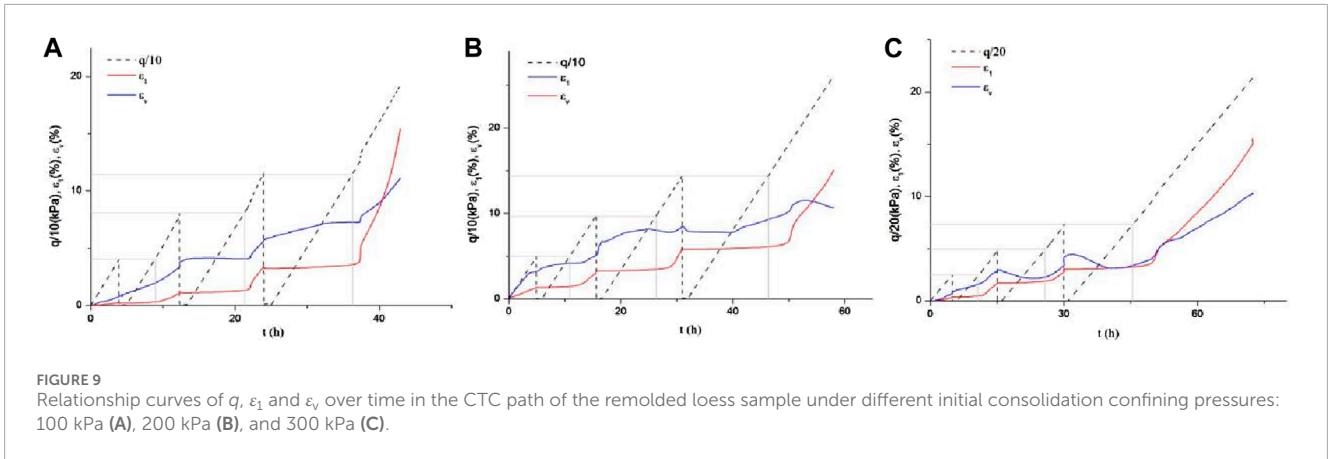 A
20
10
0
0
20
40
q/10(kPa), ε₁(%), εᵥ(%)
t (h)
q/10
ε₁
εᵥ
B
20
10
0
0
20
40
60
q/10(kPa), ε₁(%), εᵥ(%)
t (h)
q/10
ε₁
εᵥ
C
20
10
0
0
30
60
q/20(kPa), ε₁(%), εᵥ(%)
t (h)
q/20
ε₁
εᵥ
FIGURE 9
Relationship curves of q, ε₁ and εᵥ over time in the CTC path of the remolded loess sample under different initial consolidation confining pressures:
100 kPa (A), 200 kPa (B), and 300 kPa (C).